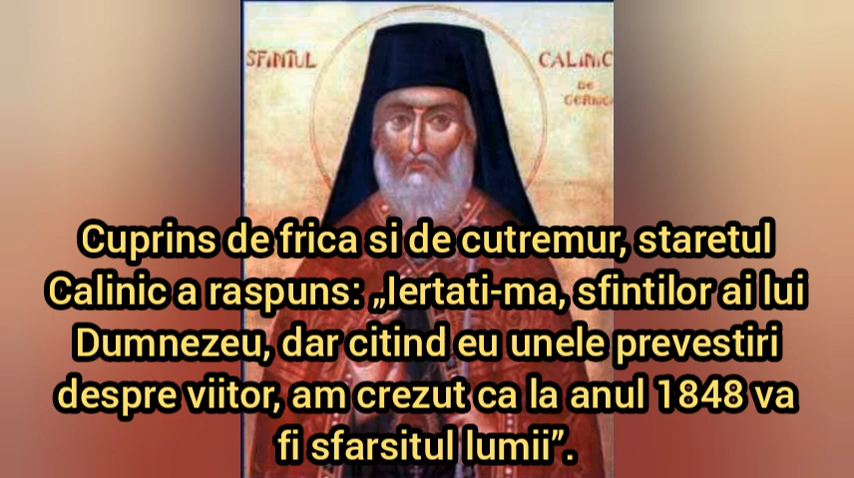 SFINTUL
CALINIC
DE
CERNICA
Cuprins de frica si de cutremur, staretul
Calinic a raspuns: „Iertati-ma, sfintilor ai lui
Dumnezeu, dar citind eu unele prevestiri
despre viitor, am crezut ca la anul 1848 va
fi sfarsitul lumii”.